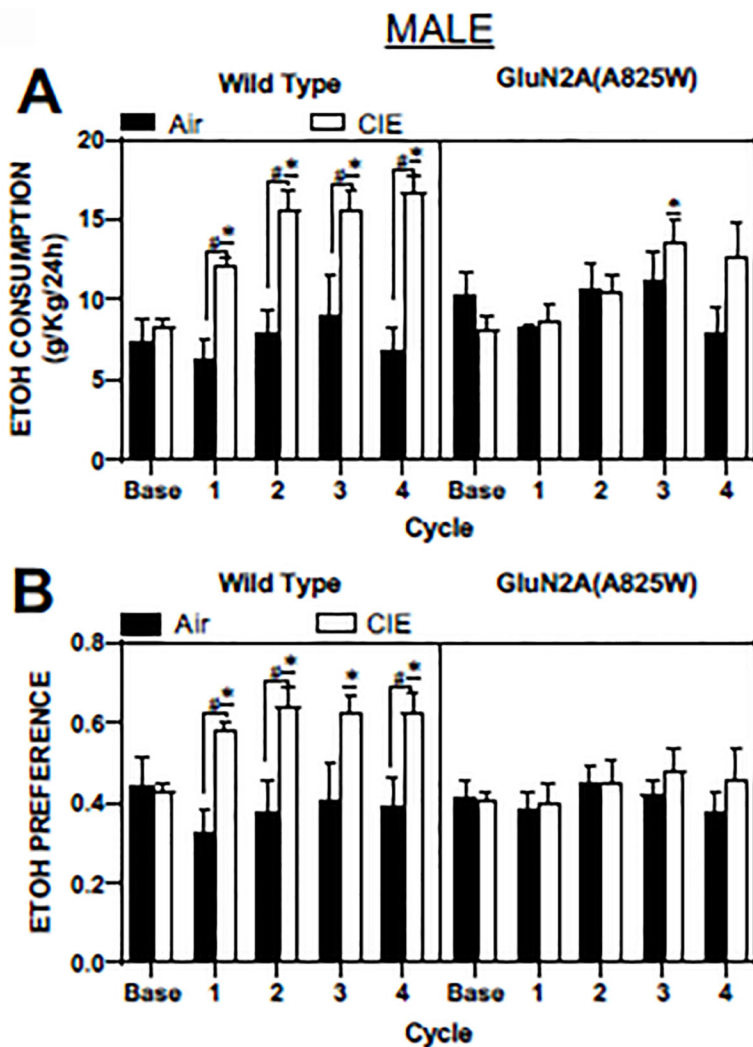 MALE
A
Wild Type GluN2A(A825W)
Air CIE
ETOH CONSUMPTION
(g/Kg/24h)
20
15
10
5
0
# * # * # * # * *
Base 1 2 3 4 Base 1 2 3 4
Cycle
B
Wild Type GluN2A(A825W)
Air CIE
ETOH PREFERENCE
0.8
0.6
0.4
0.2
0.0
# * # * * # *
Base 1 2 3 4 Base 1 2 3 4
Cycle